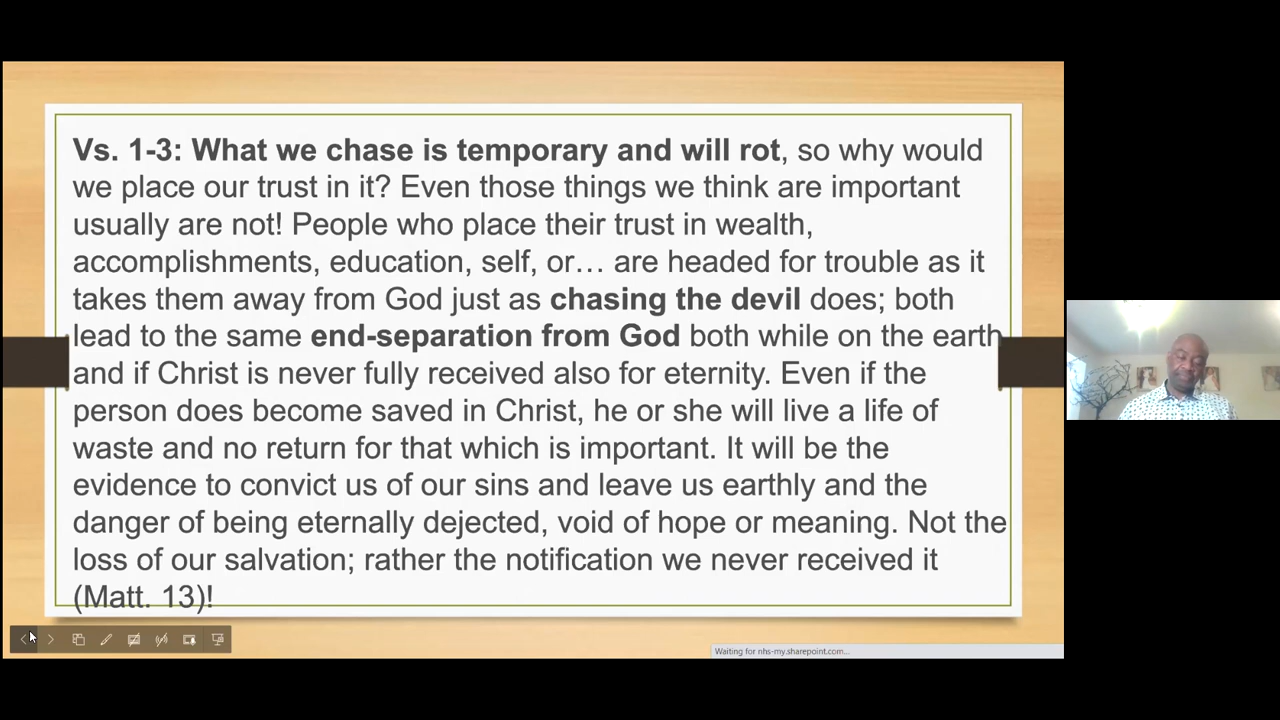 Vs. 1-3: What we chase is temporary and will rot, so why would
we place our trust in it? Even those things we think are important
usually are not! People who place their trust in wealth,
accomplishments, education, self, or… are headed for trouble as it
takes them away from God just as chasing the devil does; both
lead to the same end-separation from God both while on the earth
and if Christ is never fully received also for eternity. Even if the
person does become saved in Christ, he or she will live a life of
waste and no return for that which is important. It will be the
evidence to convict us of our sins and leave us earthly and the
danger of being eternally dejected, void of hope or meaning. Not the
loss of our salvation; rather the notification we never received it
(Matt. 13)!
Waiting for nhs-my.sharepoint.com...